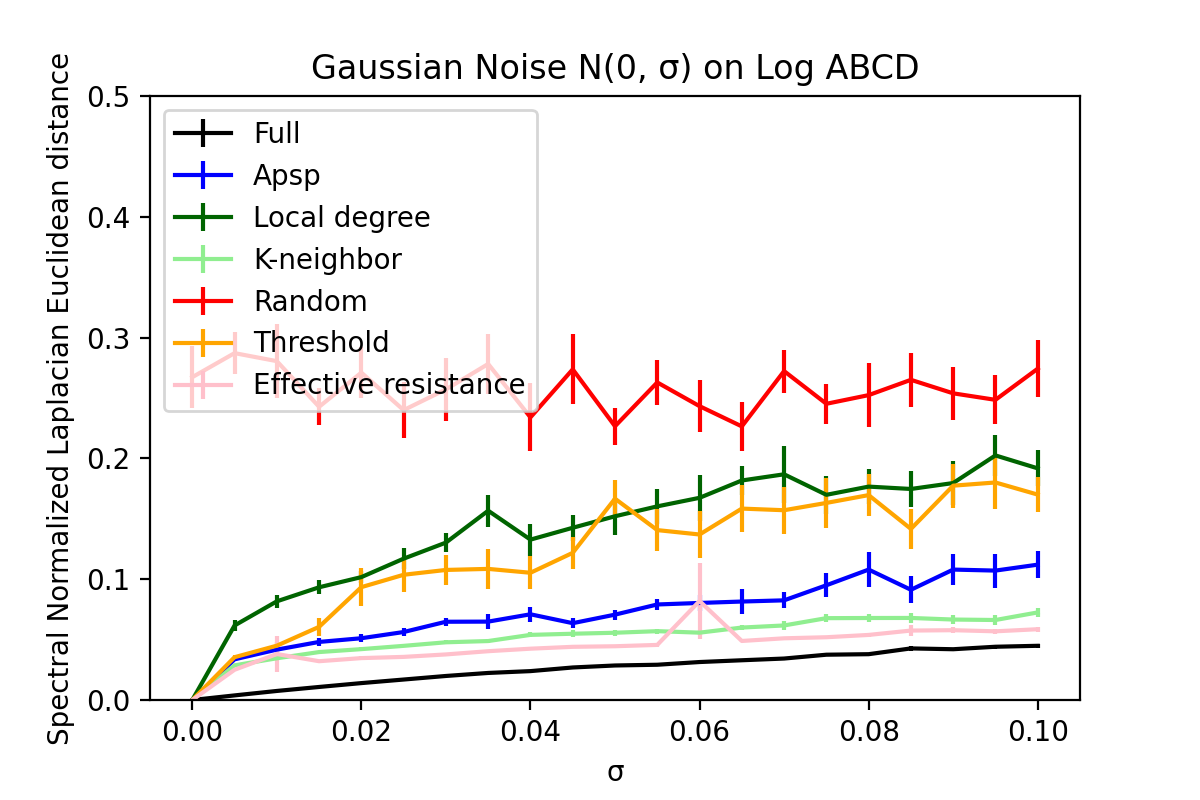 Gaussian Noise N(0, σ) on Log ABCD
Spectral Normalized Laplacian Euclidean distance
0.5
0.4
0.3
0.2
0.1
0.0
Full
Apsp
Local degree
K-neighbor
Random
Threshold
Effective resistance
0.00 0.02 0.04 0.06 0.08 0.10
σ